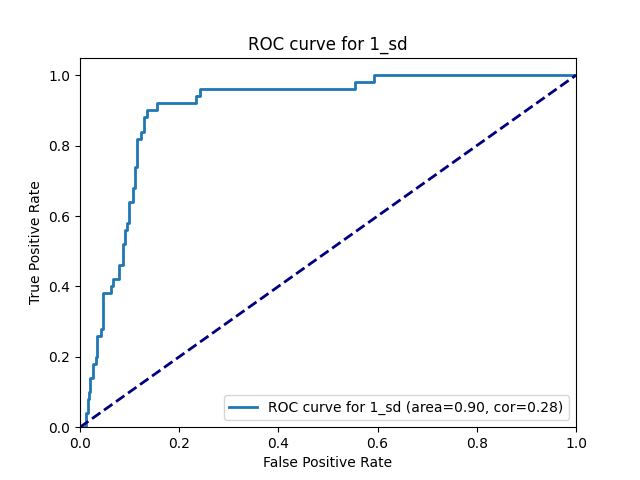 ROC curve for 1_sd
True Positive Rate
1.0
0.8
0.6
0.4
0.2
0.0
ROC curve for 1_sd (area=0.90, cor=0.28)
0.0 0.2 0.4 0.6 0.8 1.0
False Positive Rate